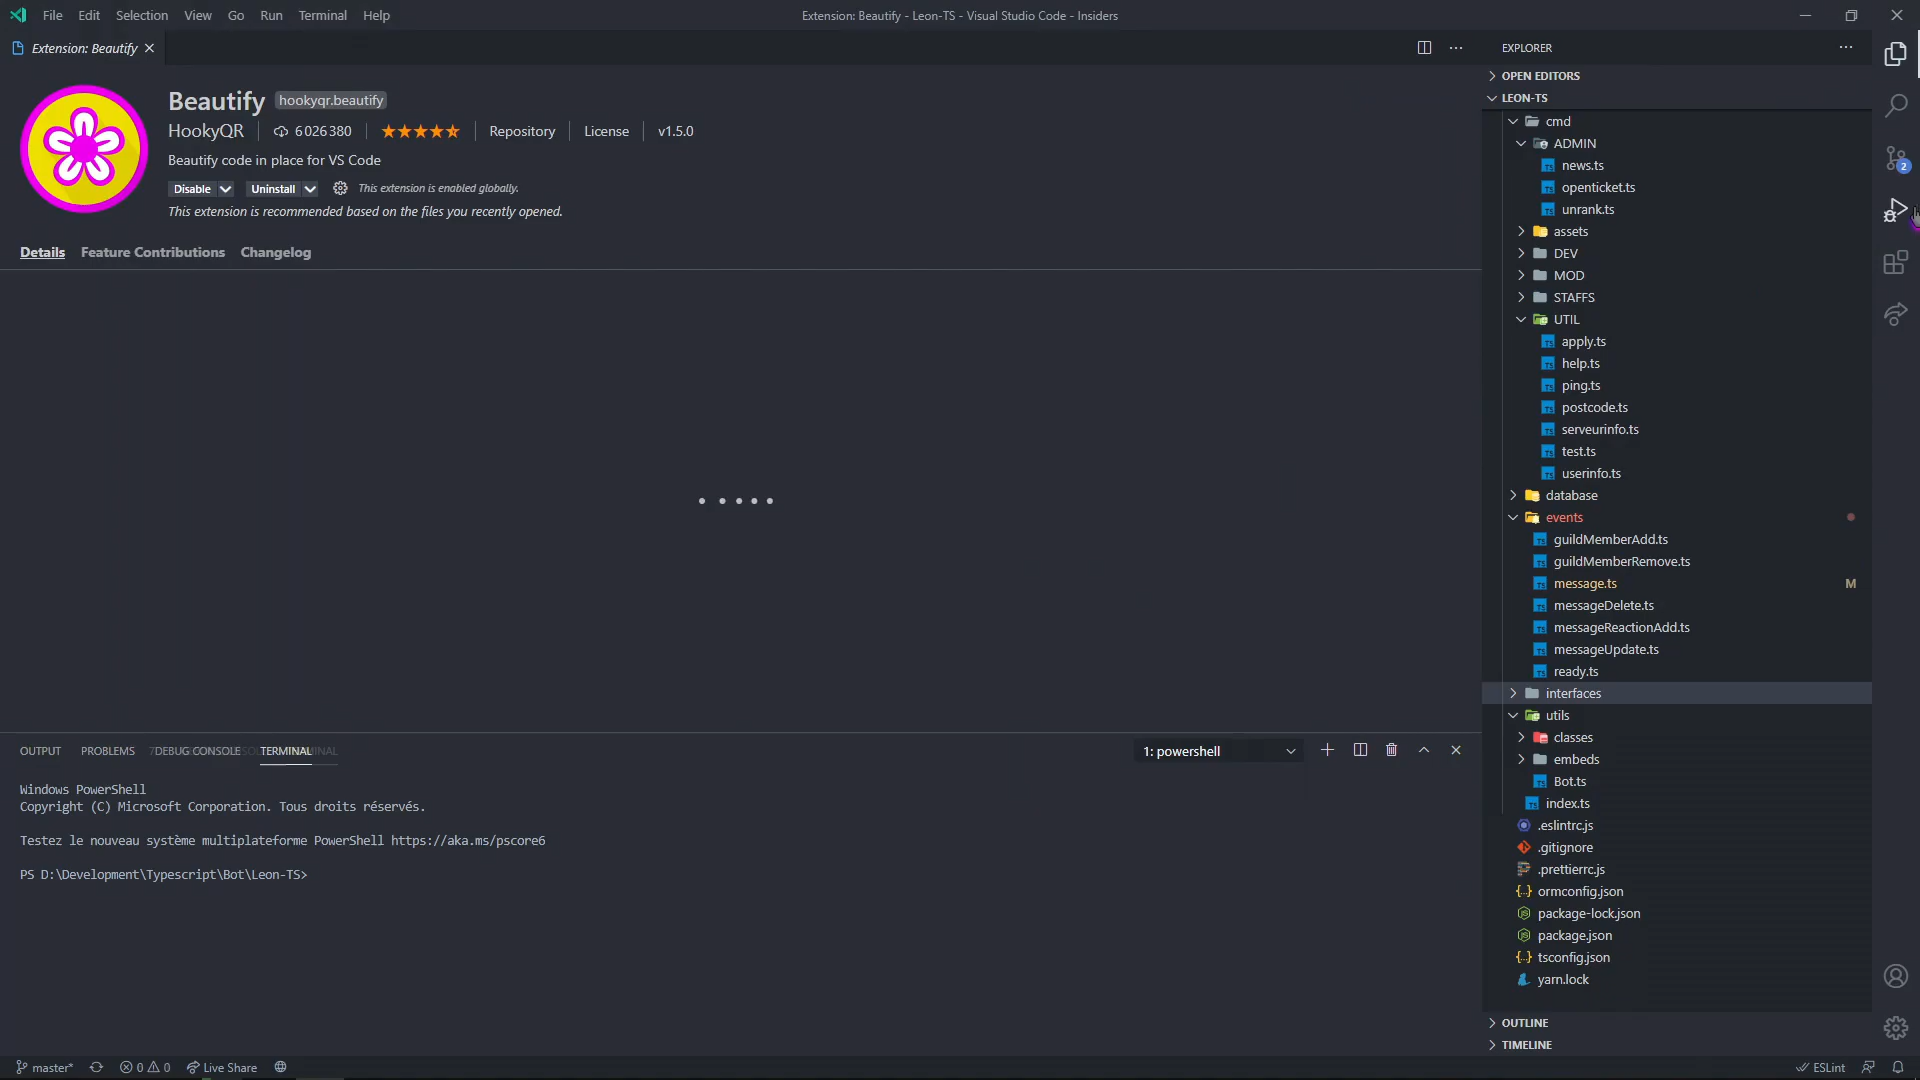 File Edit Selection View Go Run Terminal Help
Extension: Beautify - Leon-TS - Visual Studio Code - Insiders
Extension: Beautify
Beautify hookyqr.beautify
HookyQR 6 026 380 Repository License v1.5.0
Beautify code in place for VS Code
Disable Uninstall This extension is enabled globally.
This extension is recommended based on the files you recently opened.
Details Feature Contributions Changelog
OUTPUT PROBLEMS DEBUG CONSOLE TERMINAL
1: powershell
Windows PowerShell
Copyright (C) Microsoft Corporation. Tous droits réservés.
Testez le nouveau système multiplateforme PowerShell https://aka.ms/pscore6
PS D:\Development\Typescript\Bot\Leon-TS>
EXPLORER
OPEN EDITORS
LEON-TS
cmd
ADMIN
news.ts
openticket.ts
unrank.ts
assets
DEV
MOD
STAFFS
UTIL
apply.ts
help.ts
ping.ts
postcode.ts
serveurinfo.ts
test.ts
userinfo.ts
database
events
guildMemberAdd.ts
guildMemberRemove.ts
message.ts M
messageDelete.ts
messageReactionAdd.ts
messageUpdate.ts
ready.ts
interfaces
utils
classes
embeds
Bot.ts
index.ts
.eslintrc.js
.gitignore
.prettierrc.js
ormconfig.json
package-lock.json
package.json
tsconfig.json
yarn.lock
OUTLINE
TIMELINE
2
master* 0 0 Live Share
ESLint